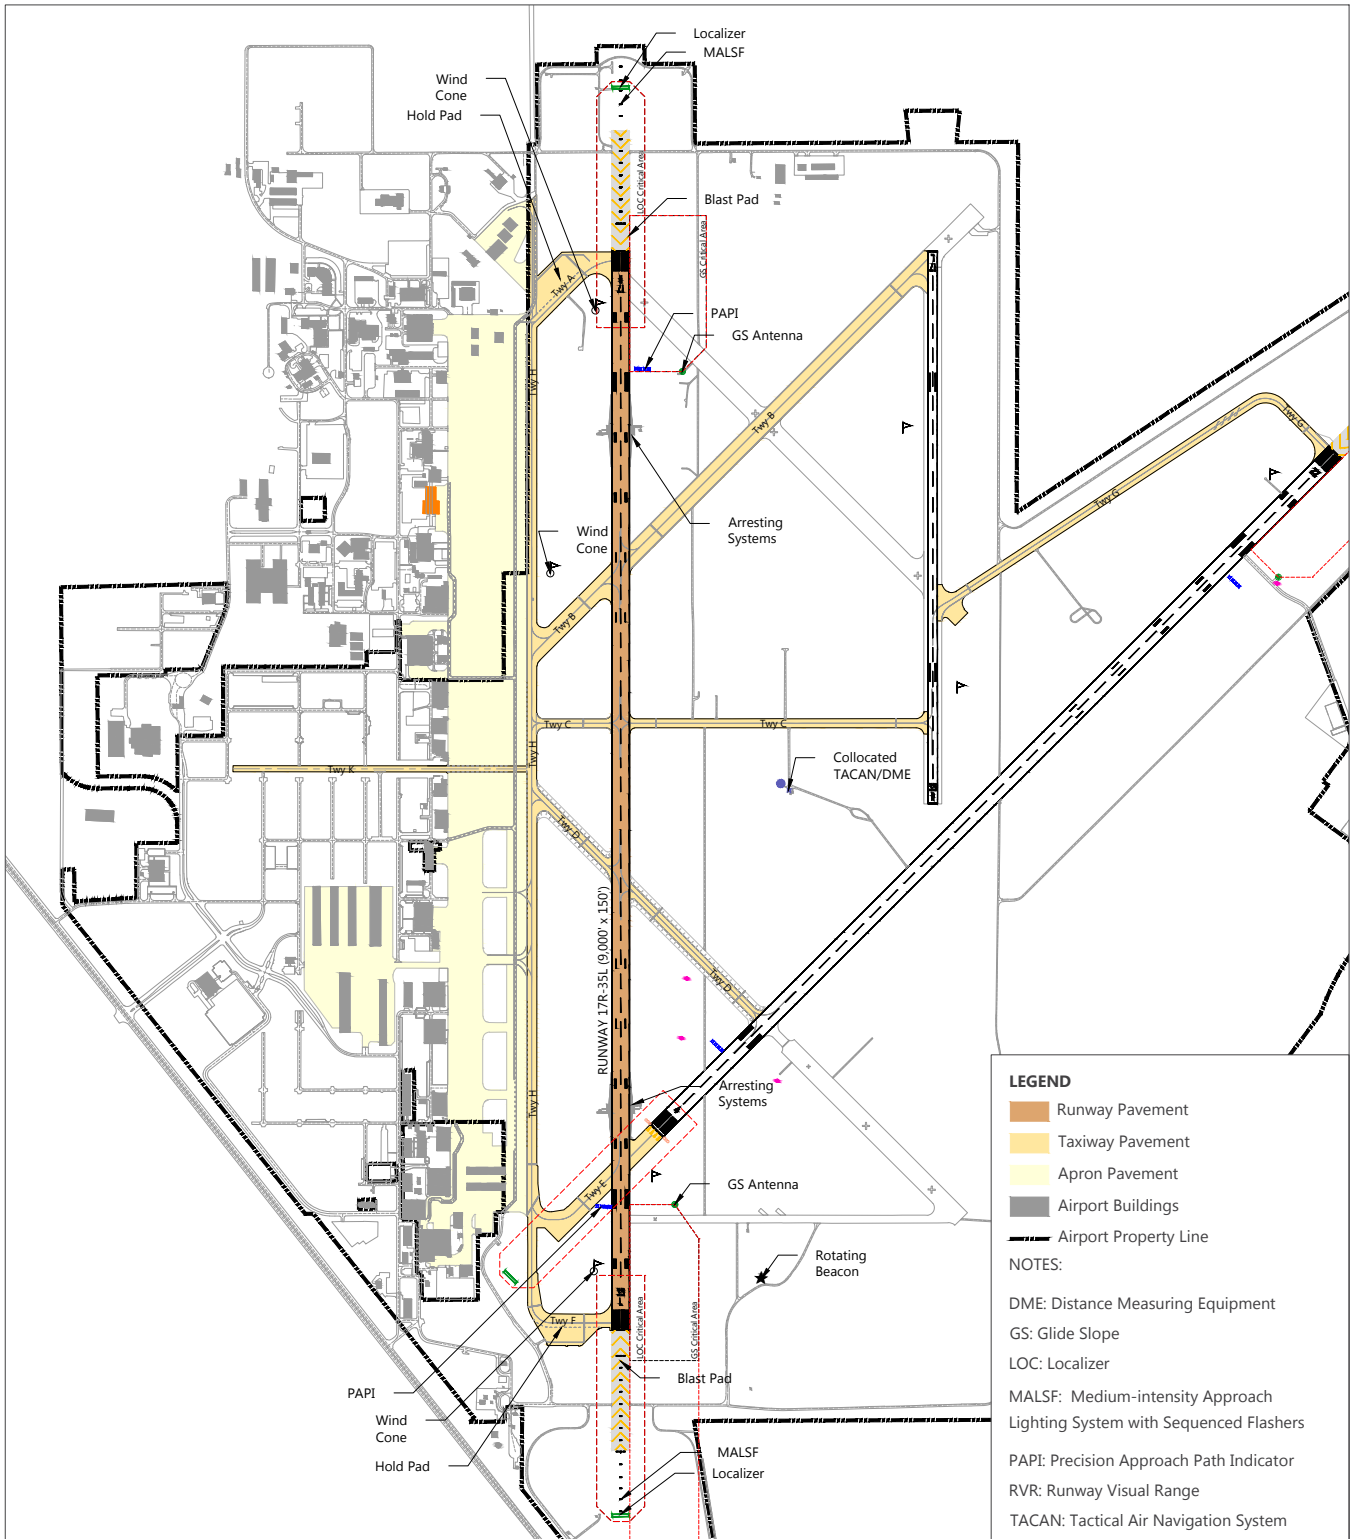 Localizer
MALSF
Wind
Cone
Hold Pad
LOC Critical Area
Blast Pad
GS Critical Area
Twy A
PAPI
GS Antenna
Twy H
Twy B
Twy G
Twy G
Arresting
Systems
Wind
Cone
Twy B
Twy C
Twy C
Twy H
Twy K
Collocated
TACAN/DME
Twy D
RUNWAY 17R-35L (9,000' x 150')
Twy D
Twy H
Arresting
Systems
Twy E
GS Antenna
Rotating
Beacon
Twy F
LOC Critical Area
GS Critical Area
Blast Pad
PAPI
Wind
Cone
Hold Pad
MALSF
Localizer
LEGEND
Runway Pavement
Taxiway Pavement
Apron Pavement
Airport Buildings
Airport Property Line
NOTES:
DME: Distance Measuring Equipment
GS: Glide Slope
LOC: Localizer
MALSF: Medium-intensity Approach
Lighting System with Sequenced Flashers
PAPI: Precision Approach Path Indicator
RVR: Runway Visual Range
TACAN: Tactical Air Navigation System